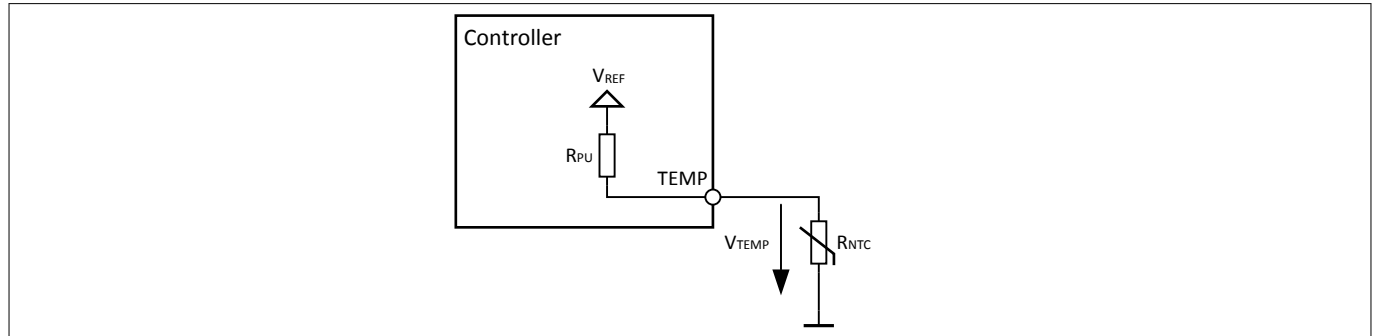 Controller
VREF
RPU
TEMP
VTEMP
RNTC